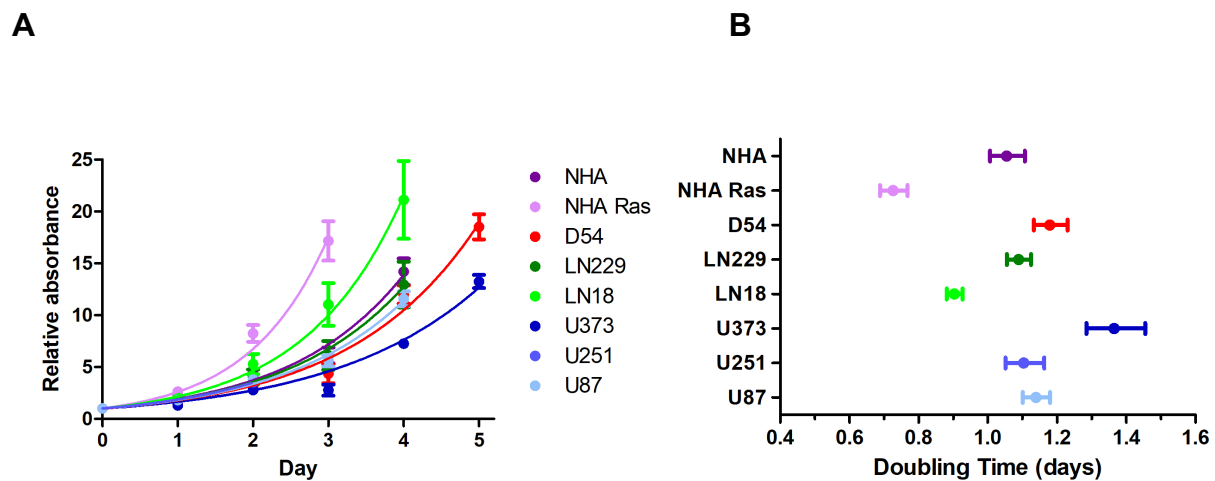 A
B
Relative absorbance
25
20
15
10
5
0
0 1 2 3 4 5
Day
NHA
NHA Ras
D54
LN229
LN18
U373
U251
U87
NHA
NHA Ras
D54
LN229
LN18
U373
U251
U87
0.4 0.6 0.8 1.0 1.2 1.4 1.6
Doubling Time (days)